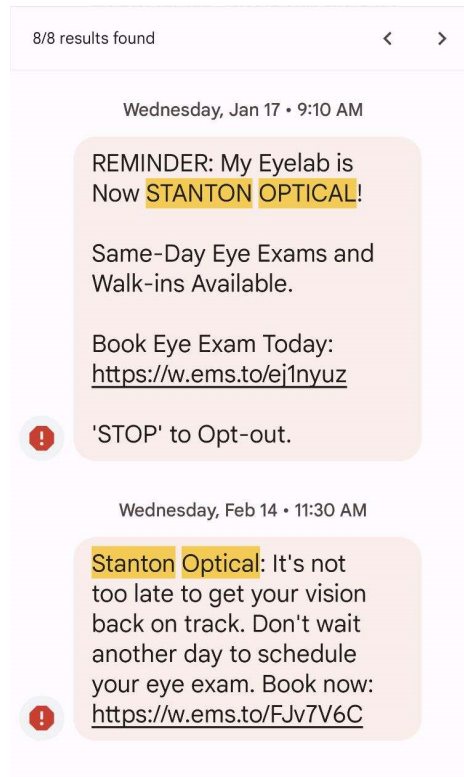 8/8 results found
Wednesday, Jan 17 • 9:10 AM
REMINDER: My Eyelab is
Now STANTON OPTICAL!
Same-Day Eye Exams and
Walk-ins Available.
Book Eye Exam Today:
https://w.ems.to/ej1nyuz
'STOP' to Opt-out.
Wednesday, Feb 14 • 11:30 AM
Stanton Optical: It's not
too late to get your vision
back on track. Don't wait
another day to schedule
your eye exam. Book now:
https://w.ems.to/FJv7V6C